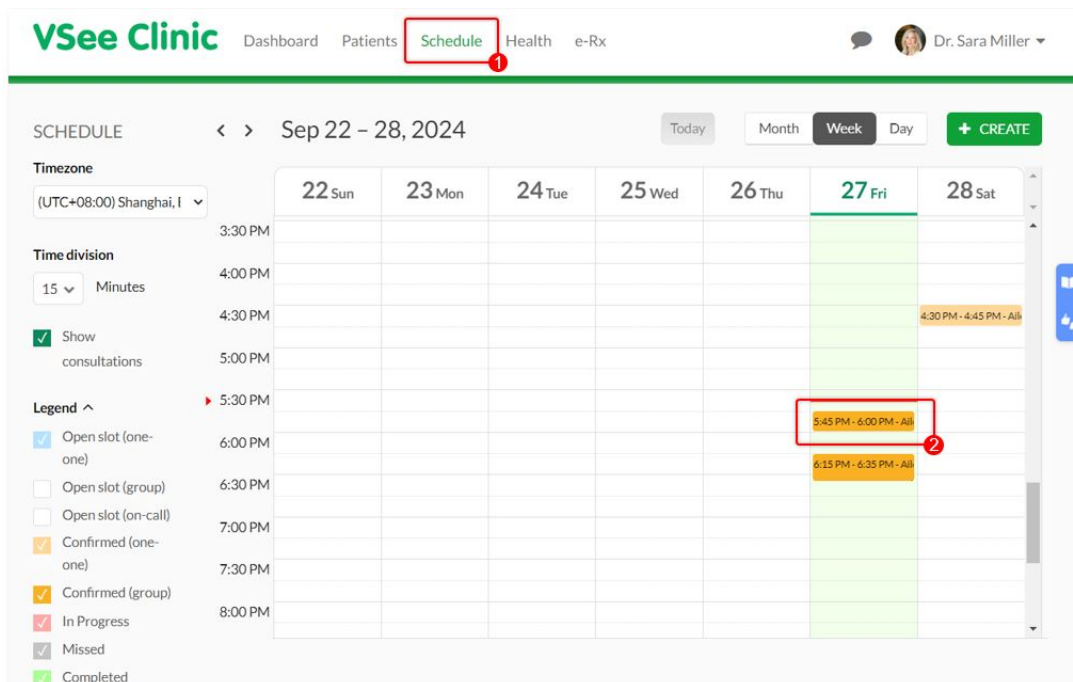 VSee Clinic Dashboard Patients Schedule Health e-Rx Dr. Sara Miller
1
SCHEDULE Sep 22 – 28, 2024 Today Month Week Day + CREATE
Timezone
(UTC+08:00) Shanghai,
22 Sun 23 Mon 24 Tue 25 Wed 26 Thu 27 Fri 28 Sat
3:30 PM
Time division
15 Minutes
4:00 PM
4:30 PM 4:30 PM - 4:45 PM -
Show
consultations
5:00 PM
5:30 PM
Legend
5:45 PM - 6:00 PM -
2
Open slot (one-
one)
6:00 PM
6:15 PM - 6:35 PM -
Open slot (group)
6:30 PM
Open slot (on-call)
7:00 PM
Confirmed (one-
one)
7:30 PM
Confirmed (group)
8:00 PM
In Progress
Missed
Completed